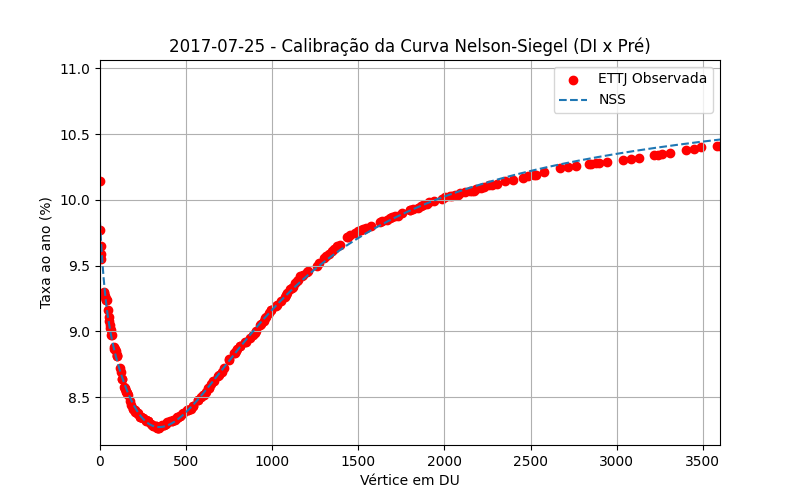 2017-07-25 - Calibração da Curva Nelson-Siegel (DI x Pré)
ETTJ Observada
NSS
Taxa ao ano (%)
11.0
10.5
10.0
9.5
9.0
8.5
0 500 1000 1500 2000 2500 3000 3500
Vértice em DU